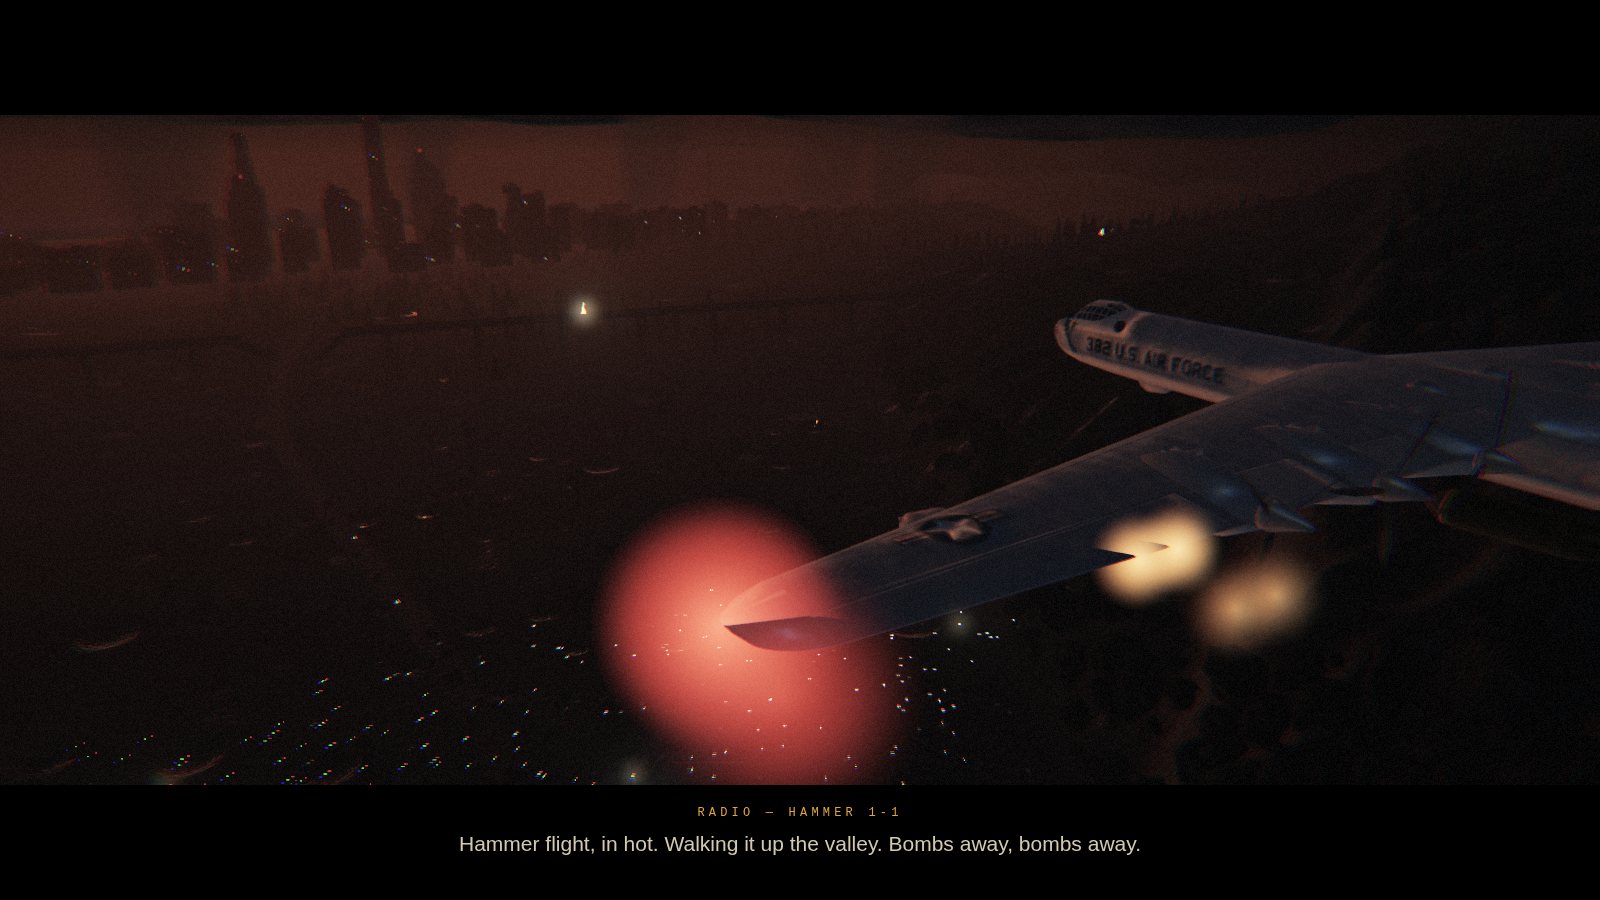 382 U.S. AIR FORCE
RADIO — HAMMER 1-1
Hammer flight, in hot. Walking it up the valley. Bombs away, bombs away.